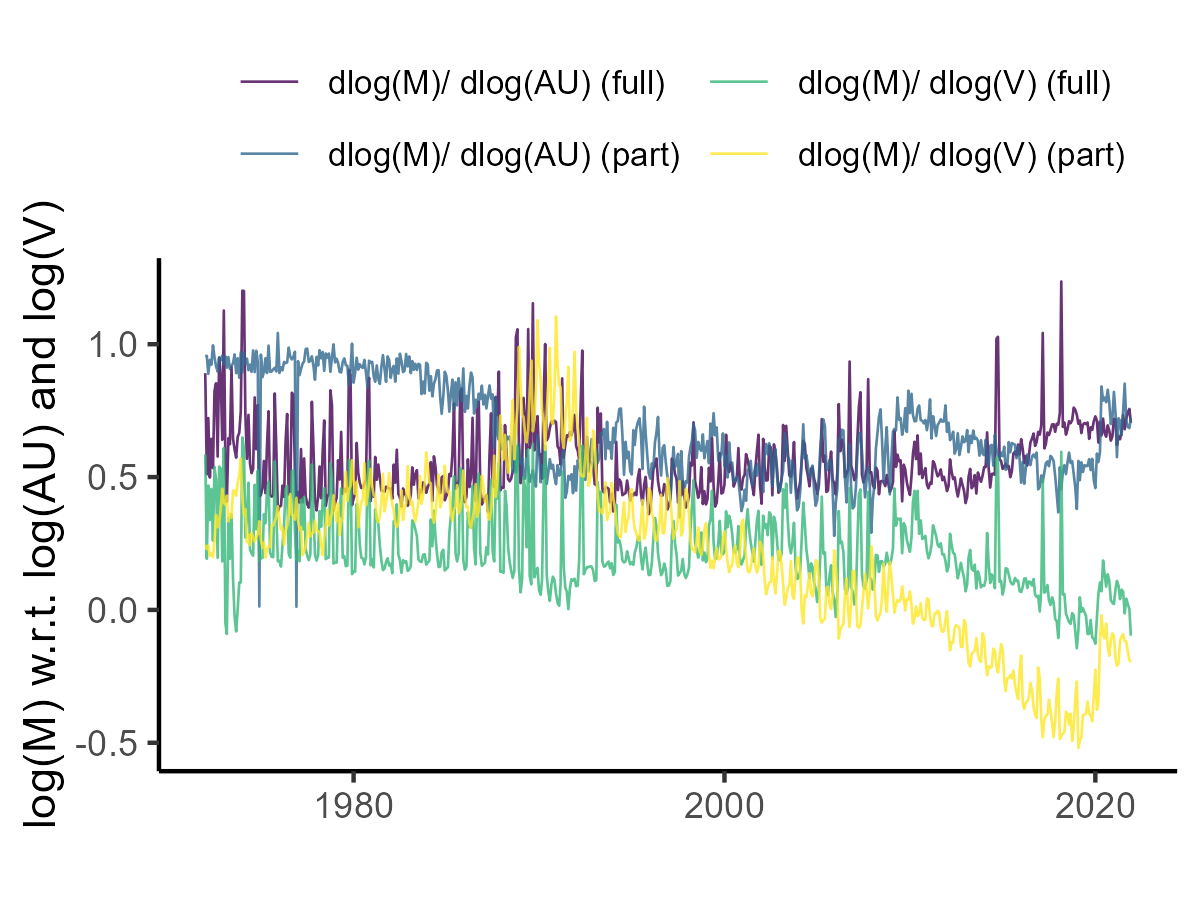 dlog(M)/ dlog(AU) (full)
dlog(M)/ dlog(V) (full)
dlog(M)/ dlog(AU) (part)
dlog(M)/ dlog(V) (part)
log(M) w.r.t. log(AU) and log(V)
1.0
0.5
0.0
-0.5
1980
2000
2020